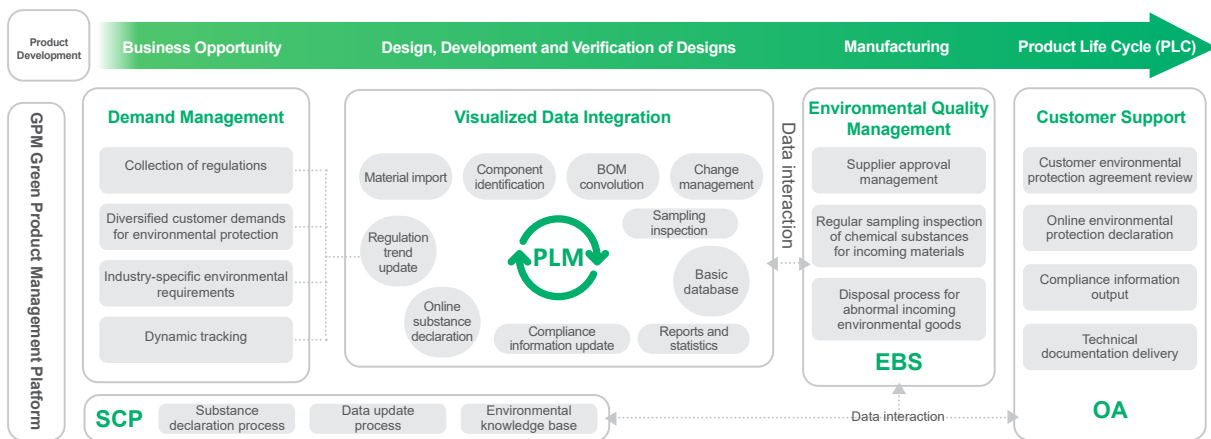 Product
Development
Business Opportunity
Design, Development and Verification of Designs
Manufacturing
Product Life Cycle (PLC)
GPM Green Product Management Platform
Demand Management
Collection of regulations
Diversified customer demands
for environmental protection
Industry-specific environmental
requirements
Dynamic tracking
Visualized Data Integration
Material import
Component
identification
BOM
convolution
Change
management
Regulation
trend
update
PLM
Sampling
inspection
Basic
database
Online
substance
declaration
Compliance
information update
Reports and
statistics
Data interaction
Environmental Quality
Management
Supplier approval
management
Regular sampling inspection
of chemical substances
for incoming materials
Disposal process for
abnormal incoming
environmental goods
EBS
Customer Support
Customer environmental
protection agreement review
Online environmental
protection declaration
Compliance information
output
Technical
documentation delivery
OA
SCP
Substance
declaration process
Data update
process
Environmental
knowledge base
Data interaction